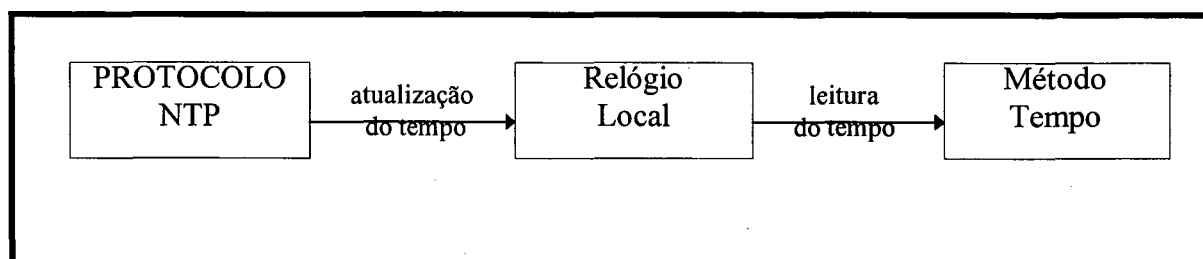 PROTOCOLO
NTP
atualização
do tempo
Relógio
Local
leitura
do tempo
Método
Tempo